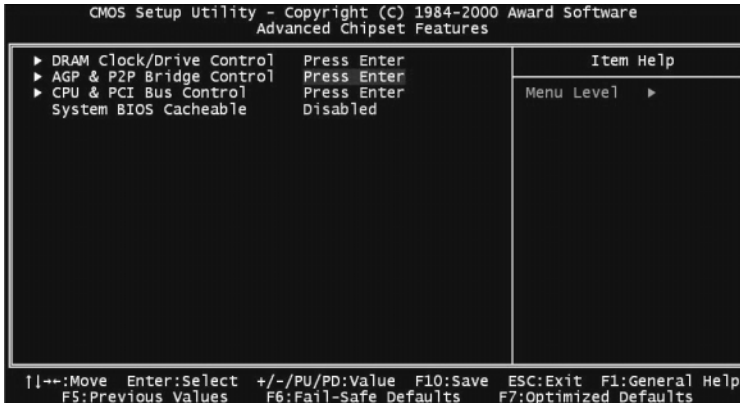 CMOS Setup Utility - Copyright (C) 1984-2000 Award Software
Advanced Chipset Features
▶ DRAM Clock/Drive Control Press Enter
▶ AGP & P2P Bridge Control Press Enter
▶ CPU & PCI Bus Control Press Enter
System BIOS Cacheable Disabled
Item Help
Menu Level ▶
↑↓→←:Move Enter:Select +/-/PU/PD:Value F10:Save ESC:Exit F1:General Help
F5:Previous Values F6:Fail-Safe Defaults F7:Optimized Defaults